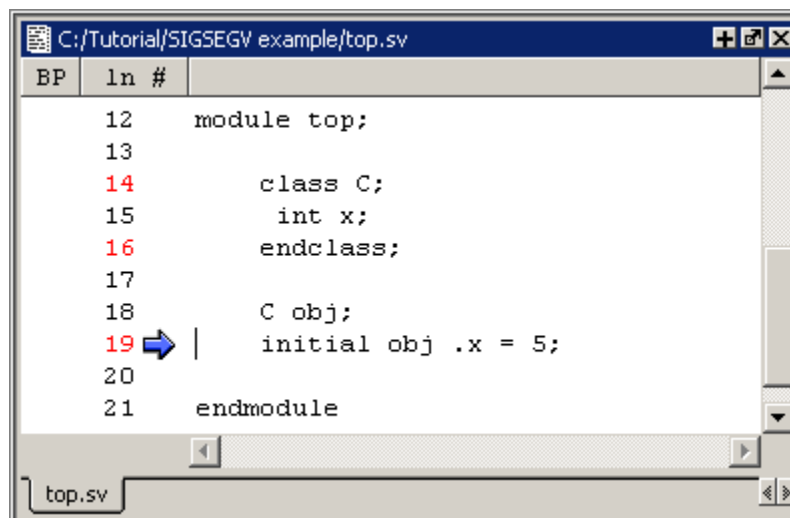 C:/Tutorial/SIGSEGV example/top.sv
BP ln #
12 module top;
13
14 class C;
15 int x;
16 endclass;
17
18 C obj;
19 initial obj .x = 5;
20
21 endmodule
top.sv